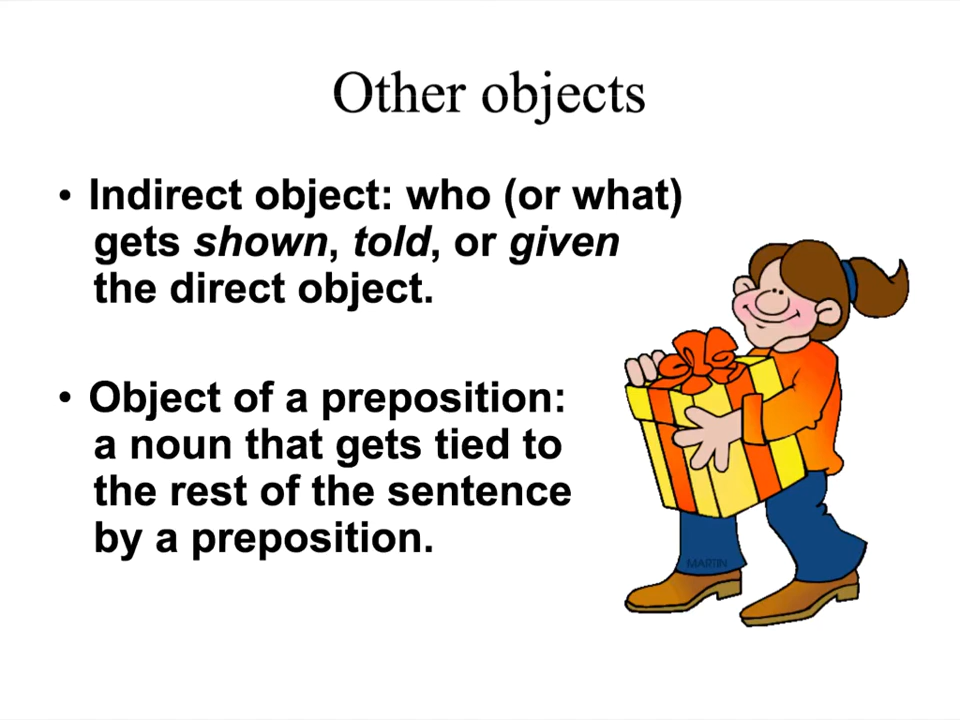 Other objects
• Indirect object: who (or what)
gets shown, told, or given
the direct object.
• Object of a preposition:
a noun that gets tied to
the rest of the sentence
by a preposition.
MARTIN